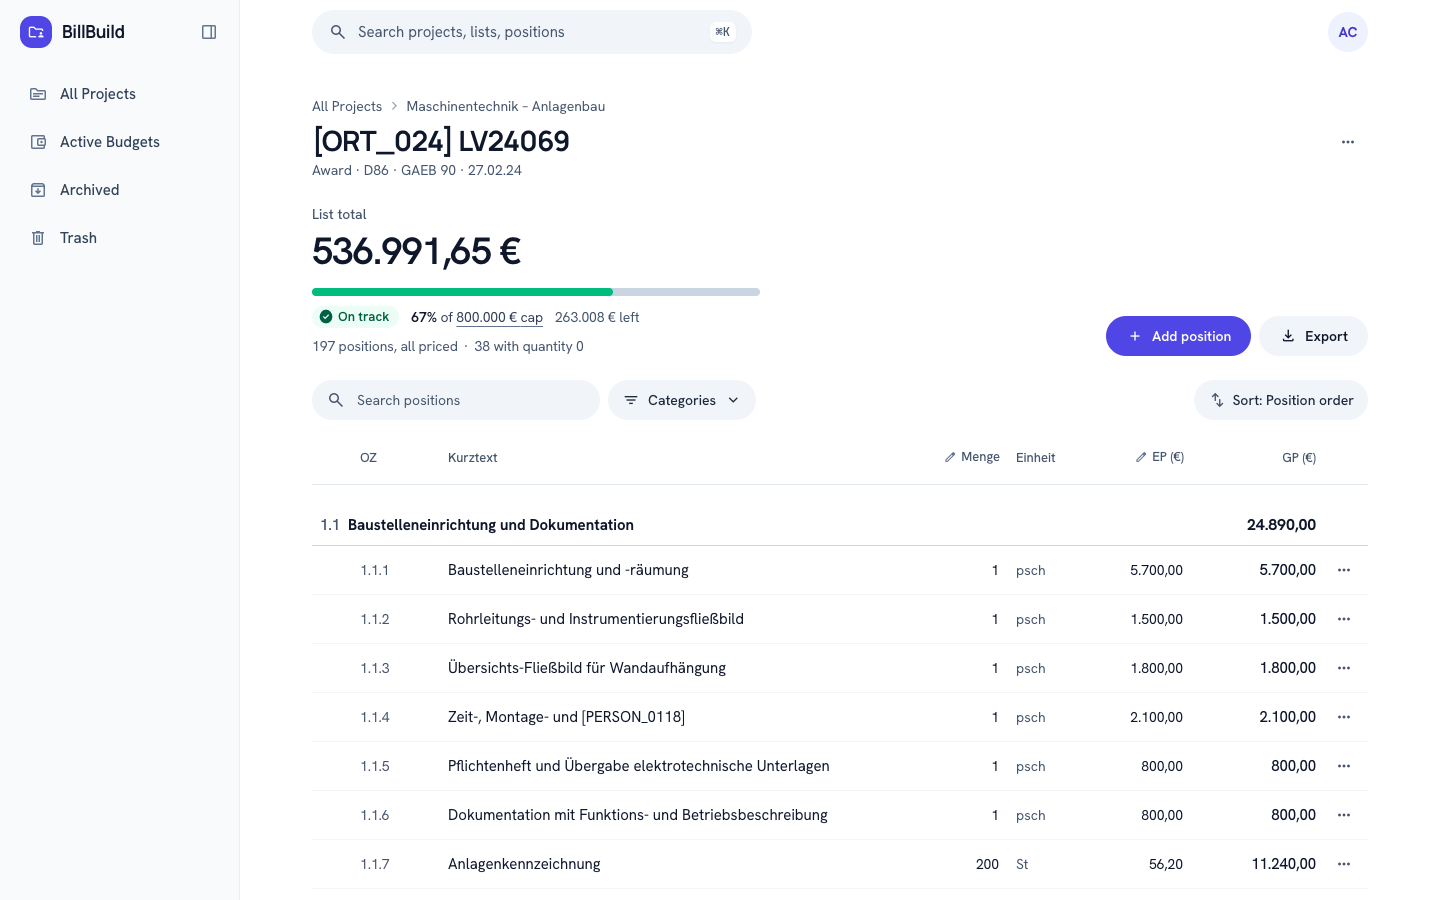 BillBuild
Search projects, lists, positions
⌘K
AC
All Projects
Active Budgets
Archived
Trash
All Projects > Maschinentechnik – Anlagenbau
[ORT_024] LV24069
Award · D86 · GAEB 90 · 27.02.24
List total
536.991,65 €
On track 67% of 800.000 € cap 263.008 € left
197 positions, all priced · 38 with quantity 0
Add position
Export
Search positions
Categories
Sort: Position order
OZ Kurztext Menge Einheit EP (€) GP (€)
1.1 Baustelleneinrichtung und Dokumentation 24.890,00
1.1.1 Baustelleneinrichtung und -räumung 1 psch 5.700,00 5.700,00
1.1.2 Rohrleitungs- und Instrumentierungsfließbild 1 psch 1.500,00 1.500,00
1.1.3 Übersichts-Fließbild für Wandaufhängung 1 psch 1.800,00 1.800,00
1.1.4 Zeit-, Montage- und [PERSON_0118] 1 psch 2.100,00 2.100,00
1.1.5 Pflichtenheft und Übergabe elektrotechnische Unterlagen 1 psch 800,00 800,00
1.1.6 Dokumentation mit Funktions- und Betriebsbeschreibung 1 psch 800,00 800,00
1.1.7 Anlagenkennzeichnung 200 St 56,20 11.240,00